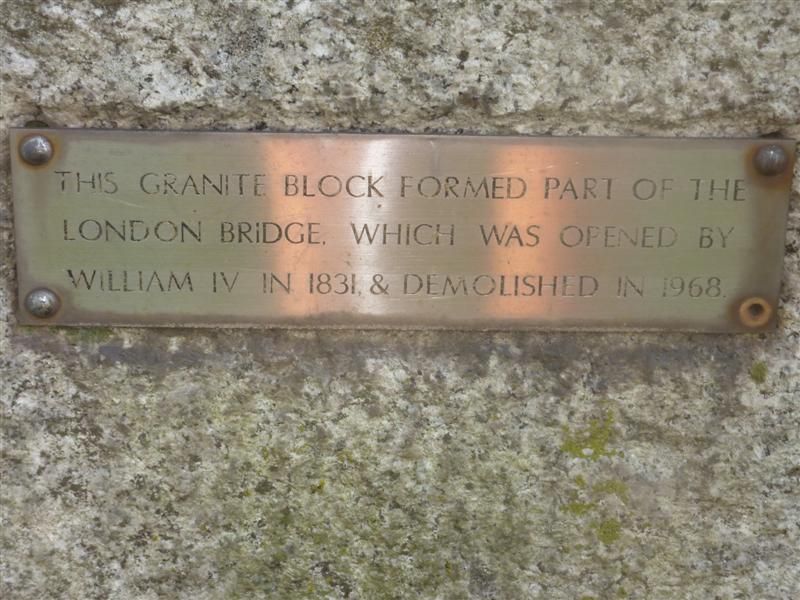 THIS GRANITE BLOCK FORMED PART OF THE
LONDON BRIDGE, WHICH WAS OPENED BY
WILLIAM IV IN 1831, & DEMOLISHED IN 1968.